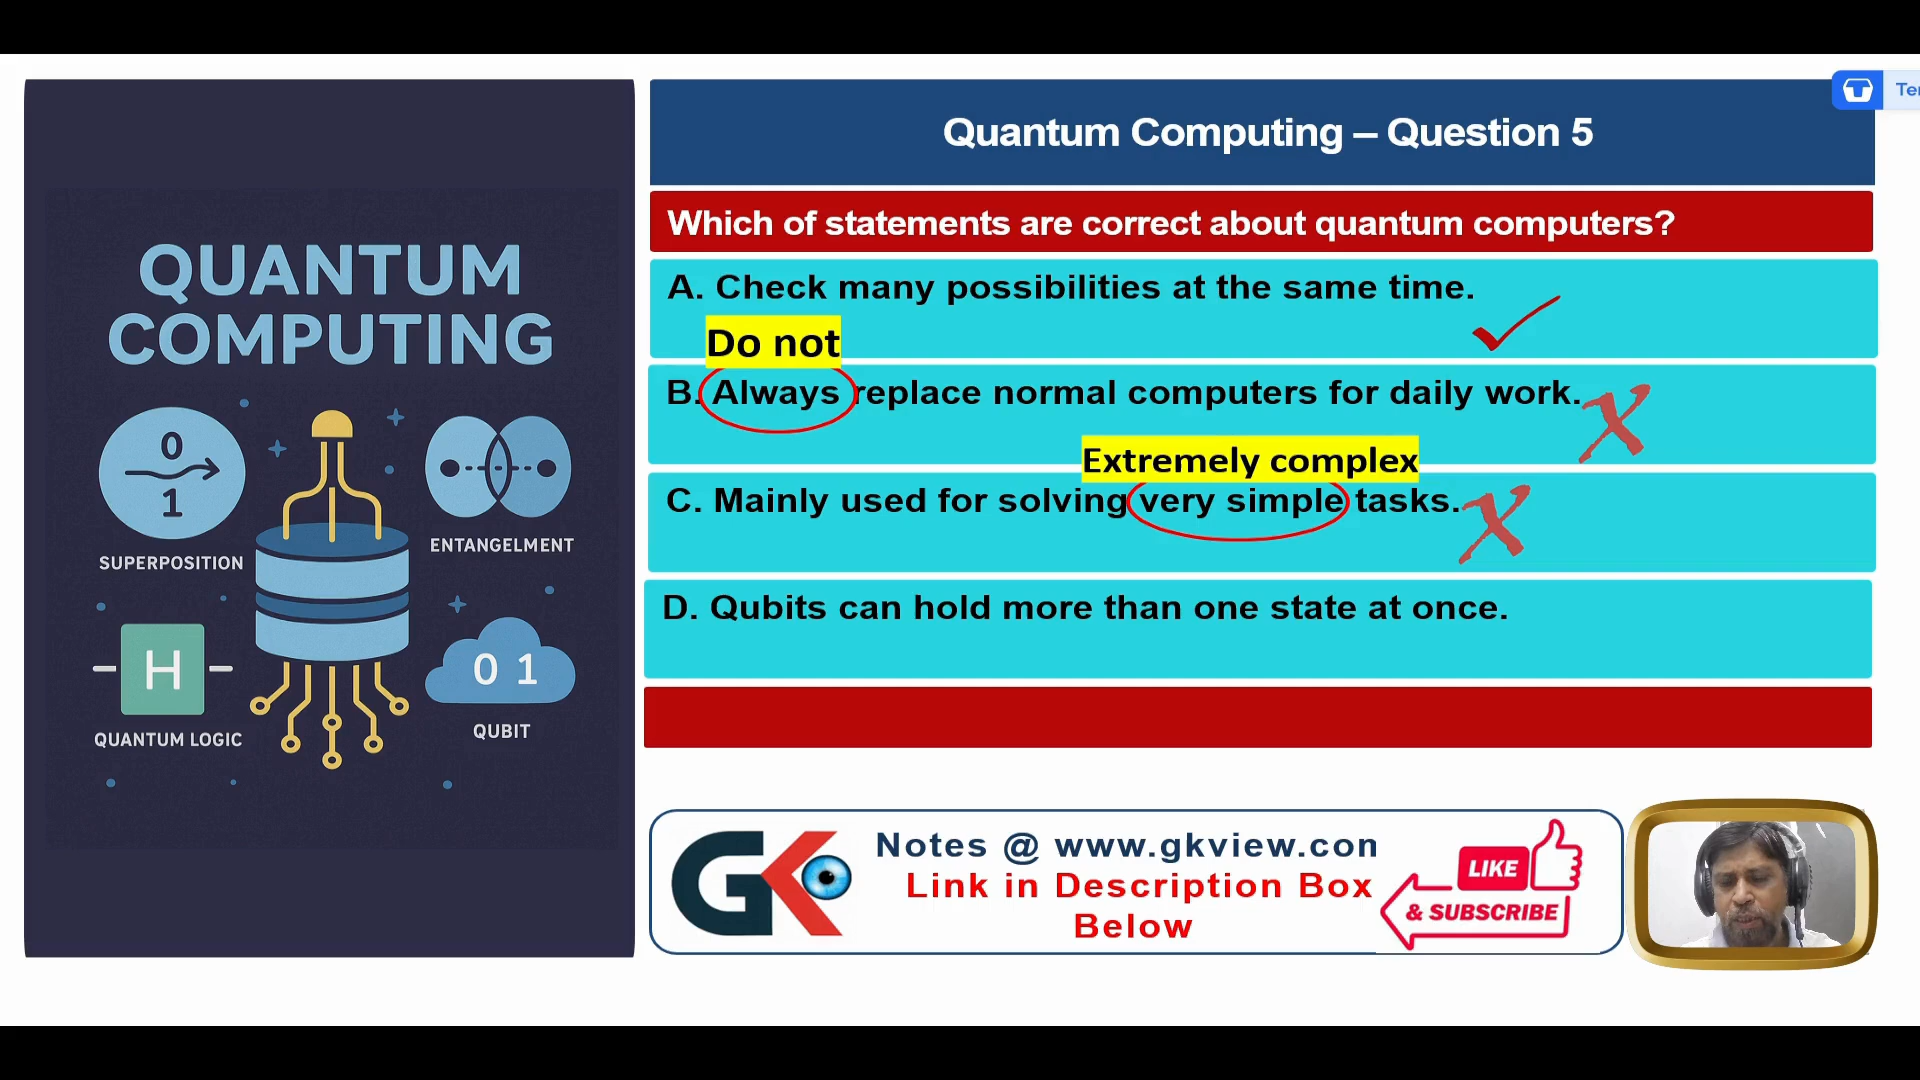 QUANTUM
COMPUTING
0
1
SUPERPOSITION
ENTANGELMENT
H
QUANTUM LOGIC
0 1
QUBIT
Ter
Quantum Computing – Question 5
Which of statements are correct about quantum computers?
A. Check many possibilities at the same time.
Do not
B. Always replace normal computers for daily work.
Extremely complex
C. Mainly used for solving very simple tasks.
D. Qubits can hold more than one state at once.
GK
Notes @ www.gkview.con
Link in Description Box
Below
LIKE
& SUBSCRIBE